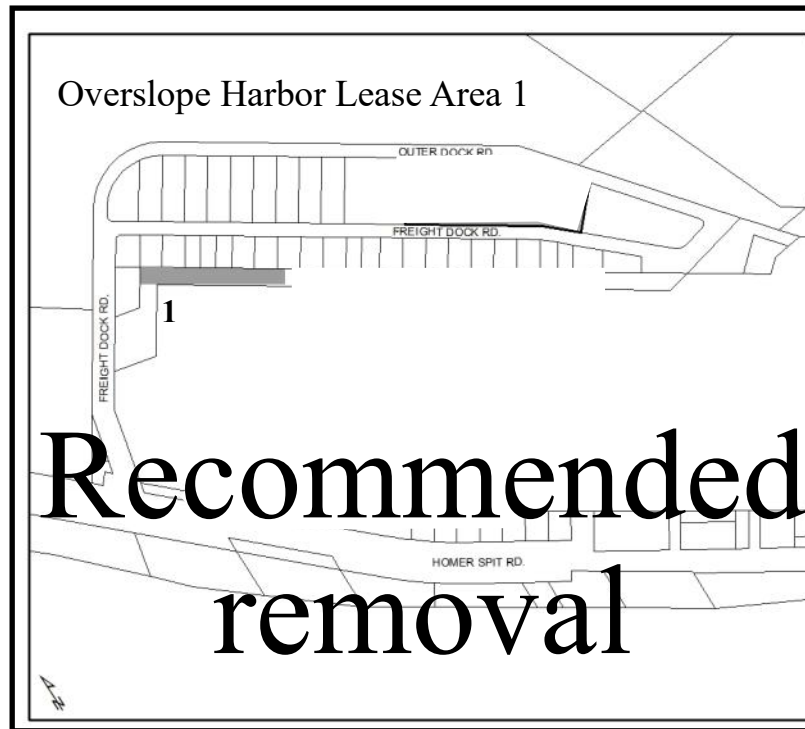 Overslope Harbor Lease Area 1
OUTER DOCK RD.
FREIGHT DOCK RD.
1
FREIGHT DOCK RD.
Recommended
HOMER SPIT RD.
removal
N